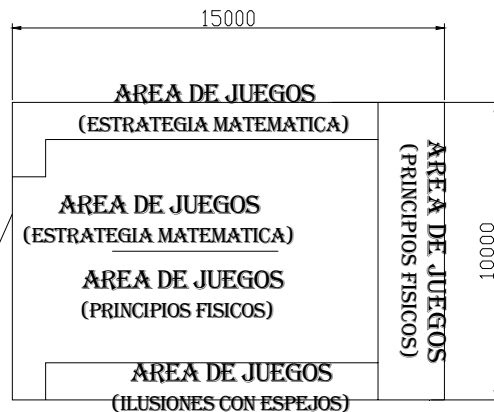 15000
AREA DE JUEGOS
(ESTRATEGIA MATEMATICA)
AREA DE JUEGOS
(ESTRATEGIA MATEMATICA)
AREA DE JUEGOS
(PRINCIPIOS FISICOS)
AREA DE JUEGOS
(ILUSIONES CON ESPEJOS)
AREA DE JUEGOS
(PRINCIPIOS FISICOS)
10000